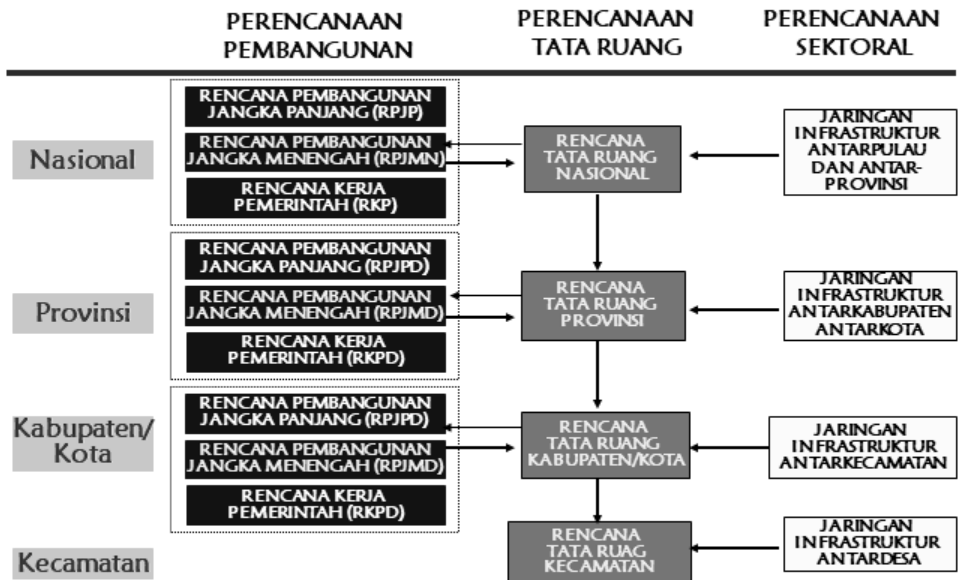 PERENCANAAN
PEMBANGUNAN
PERENCANAAN
TATA RUANG
PERENCANAAN
SEKTORAL
Nasional
RENCANA PEMBANGUNAN
JANGKA PANJANG (RPJP)
RENCANA PEMBANGUNAN
JANGKA MENENGAH (RPJMN)
RENCANA KERJA
PEMERINTAH (RKP)
RENCANA
TATA RUANG
NASIONAL
JARINGAN
INFRASTRUKTUR
ANTARPULAU
DAN ANTAR-
PROVINSI
Provinsi
RENCANA PEMBANGUNAN
JANGKA PANJANG (RPJPD)
RENCANA PEMBANGUNAN
JANGKA MENENGAH (RPJMD)
RENCANA KERJA
PEMERINTAH (RKPD)
RENCANA
TATA RUANG
PROVINSI
JARINGAN
INFRASTRUKTUR
ANTARKABUPATEN
ANTARKOTA
Kabupaten/
Kota
RENCANA PEMBANGUNAN
JANGKA PANJANG (RPJPD)
RENCANA PEMBANGUNAN
JANGKA MENENGAH (RPJMD)
RENCANA KERJA
PEMERINTAH (RKPD)
RENCANA
TATA RUANG
KABUPATEN/KOTA
JARINGAN
INFRASTRUKTUR
ANTARKECAMATAN
Kecamatan
RENCANA
TATA RUAG
KECAMATAN
JARINGAN
INFRASTRUKTUR
ANTARDESA